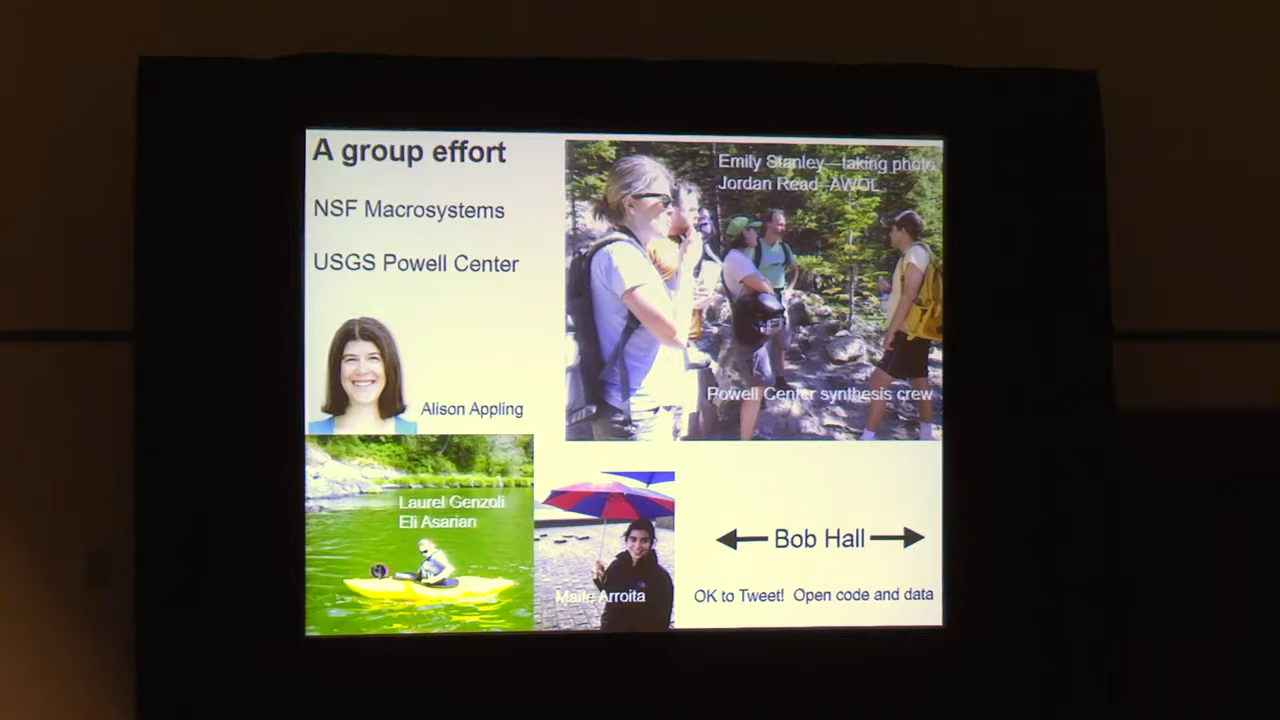 A group effort
NSF Macrosystems
USGS Powell Center
Emily Stanley—taking photo
Jordan Read--AWOL
Powell Center synthesis crew
Alison Appling
Laurel Genzoli
Eli Asarian
Maite Arroita
Bob Hall
OK to Tweet! Open code and data